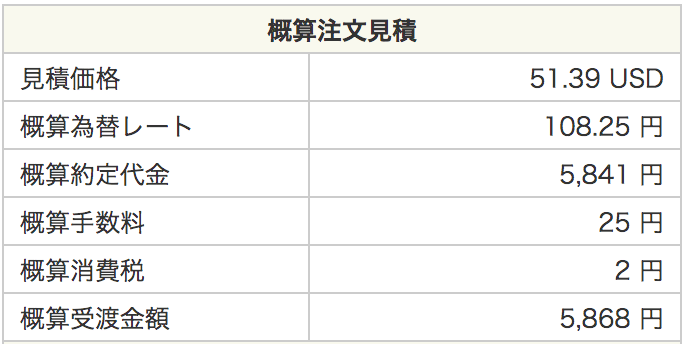 概算注文見積
見積価格 51.39 USD
概算為替レート 108.25 円
概算約定代金 5,841 円
概算手数料 25 円
概算消費税 2 円
概算受渡金額 5,868 円